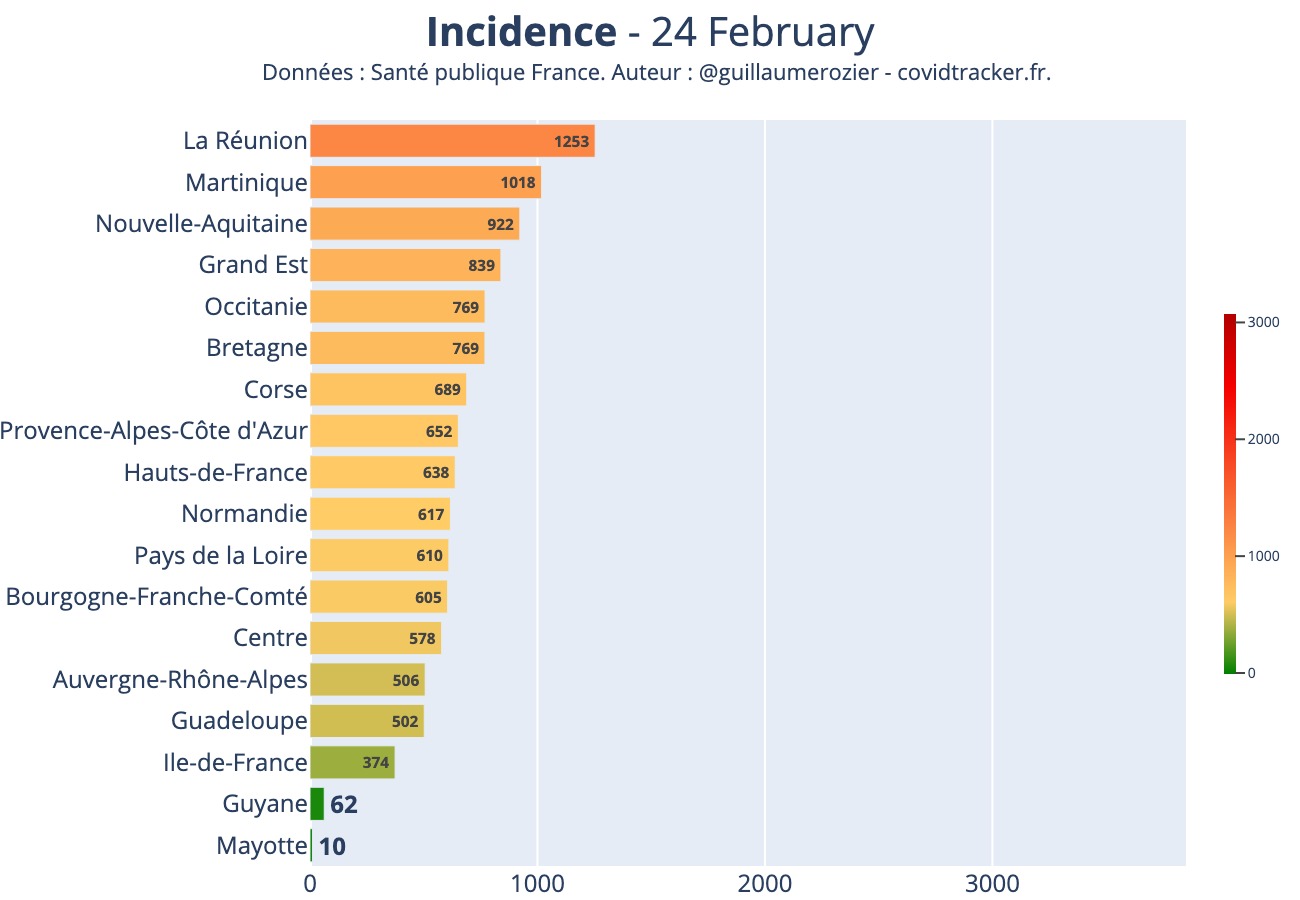 Incidence - 24 February
Données : Santé publique France. Auteur : @guillaumerozier - covidtracker.fr.
La Réunion 1253
Martinique 1018
Nouvelle-Aquitaine 922
Grand Est 839
Occitanie 769
Bretagne 769
Corse 689
Provence-Alpes-Côte d'Azur 652
Hauts-de-France 638
Normandie 617
Pays de la Loire 610
Bourgogne-Franche-Comté 605
Centre 578
Auvergne-Rhône-Alpes 506
Guadeloupe 502
Ile-de-France 374
Guyane 62
Mayotte 10
0 1000 2000 3000
3000
2000
1000
0